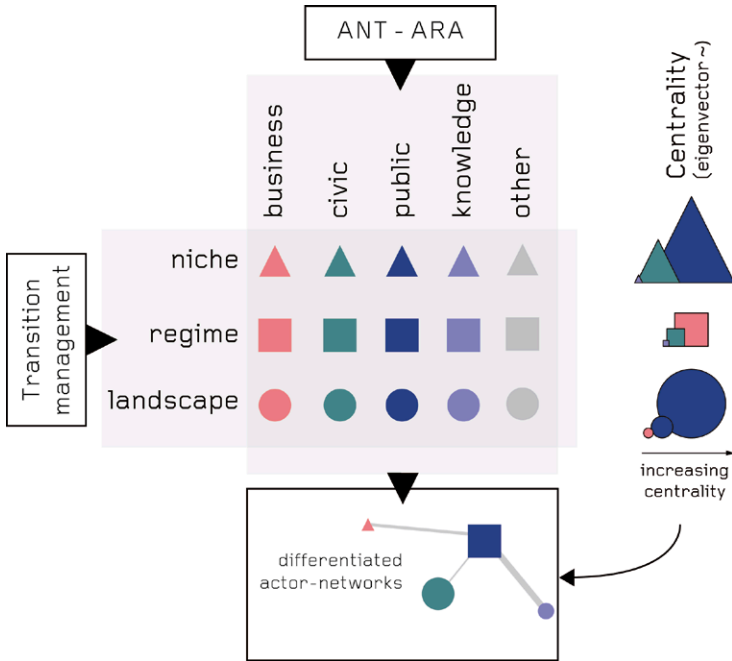 ANT - ARA
business
civic
public
knowledge
other
Centrality
(eigenvector ~)
Transition
management
niche
regime
landscape
increasing
centrality
differentiated
actor-networks